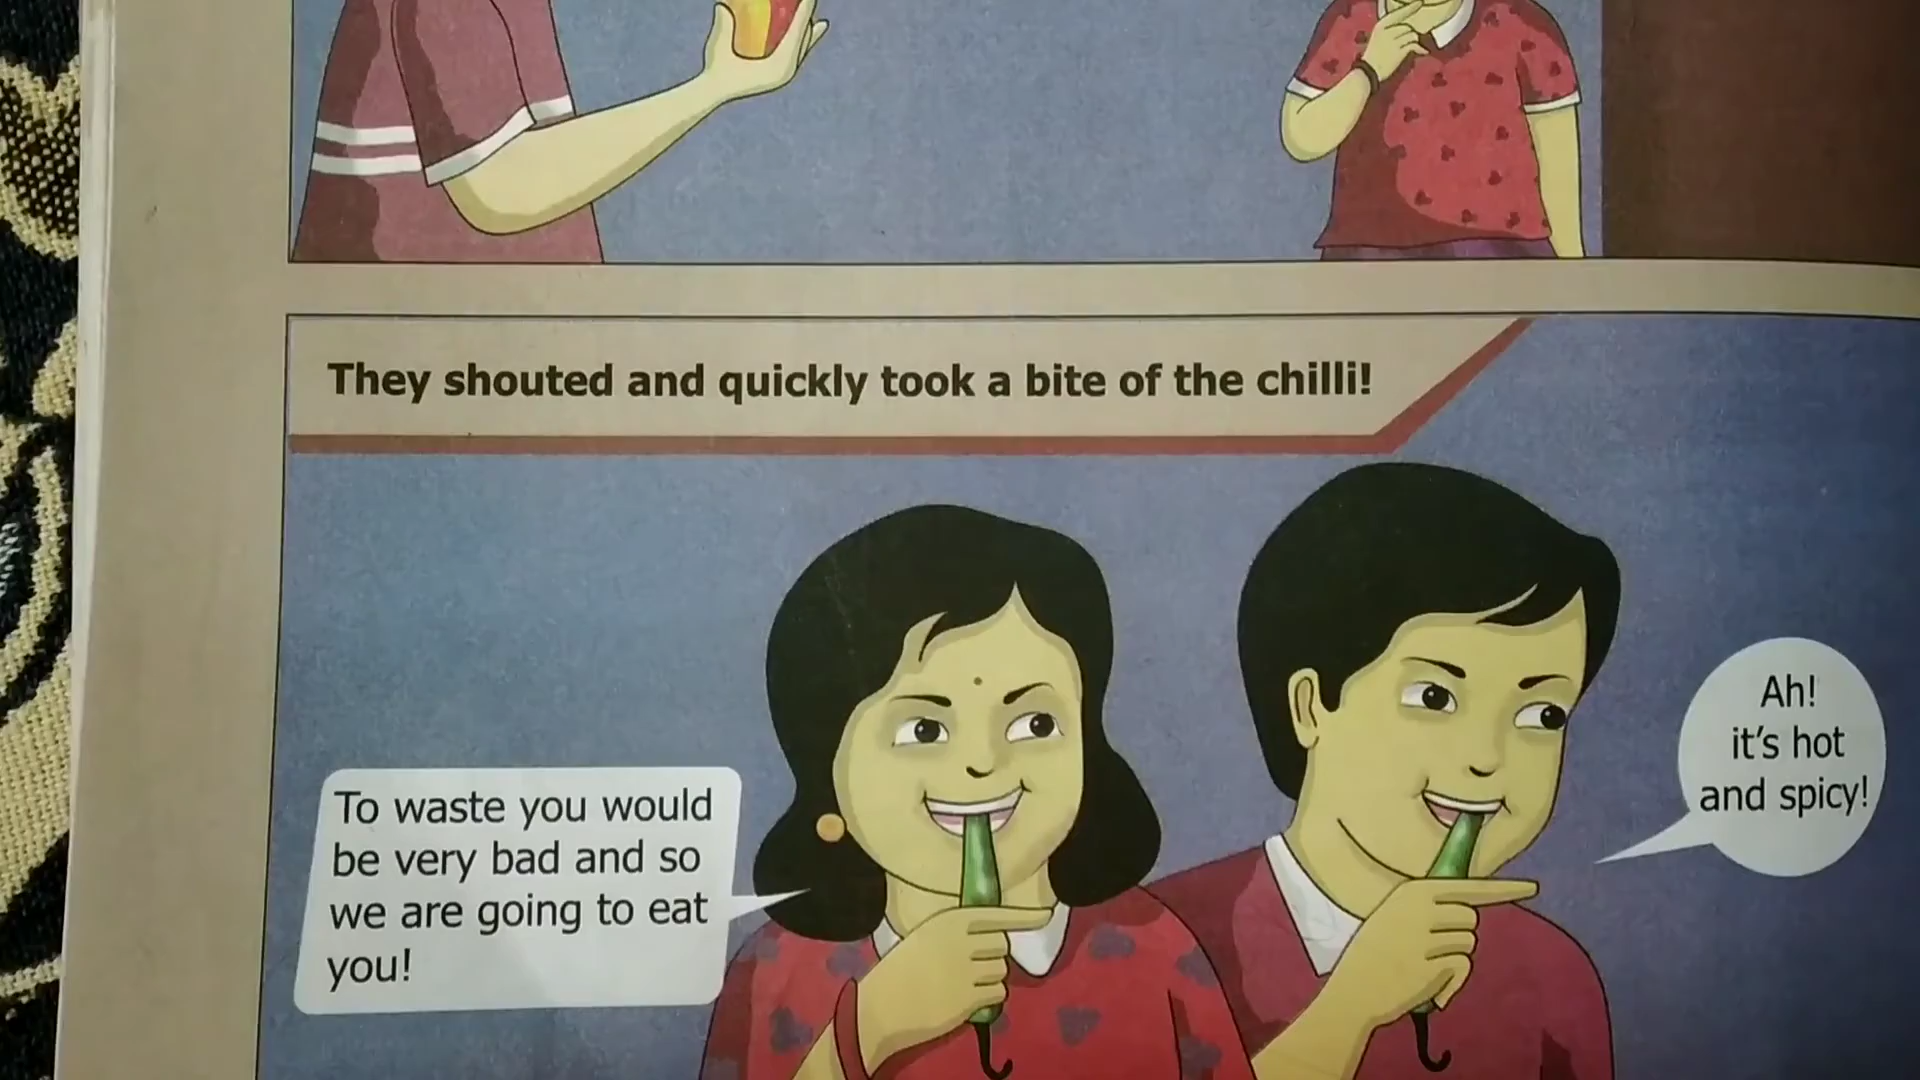 They shouted and quickly took a bite of the chilli!
To waste you would
be very bad and so
we are going to eat
you!
Ah!
it's hot
and spicy!